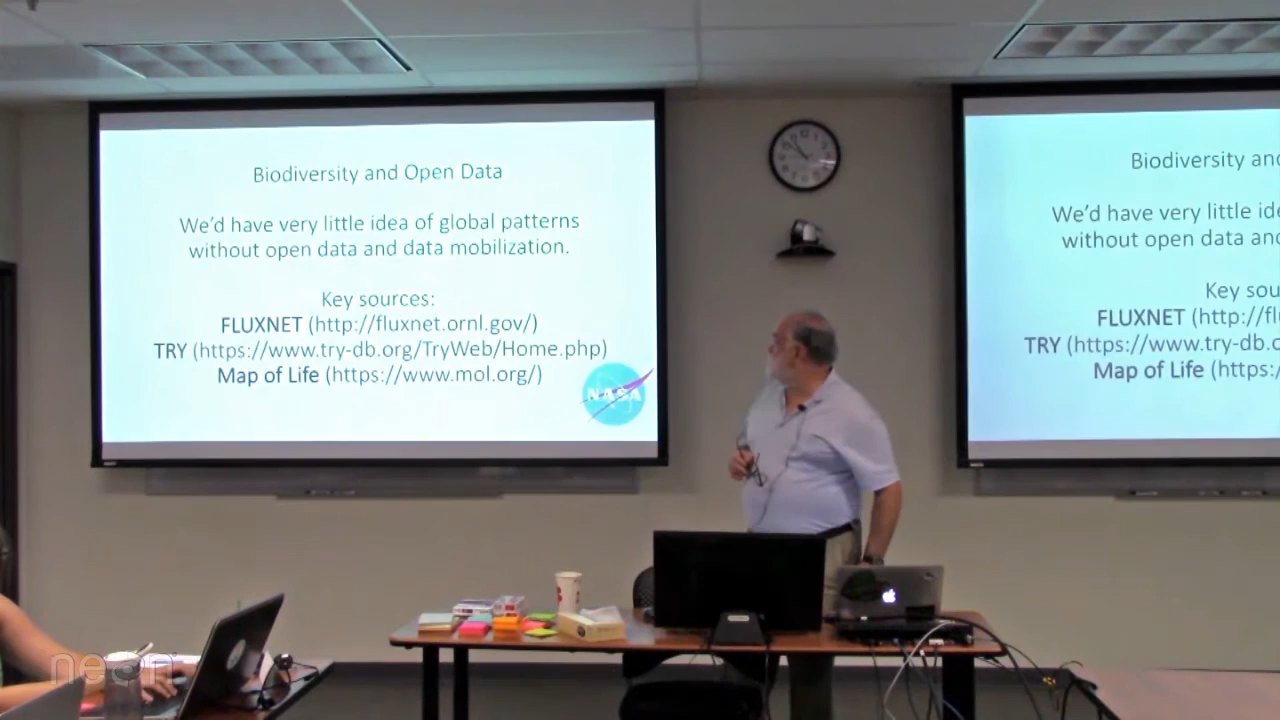 Biodiversity and Open Data
We'd have very little idea of global patterns
without open data and data mobilization.
Key sources:
FLUXNET (http://fluxnet.ornl.gov/)
TRY (https://www.try-db.org/TryWeb/Home.php)
Map of Life (https://www.mol.org/)
NASA
Biodiversity and
We'd have very little ide
without open data and
Key sou
FLUXNET (http://flu
TRY (https://www.try-db.o
Map of Life (https:/
neon